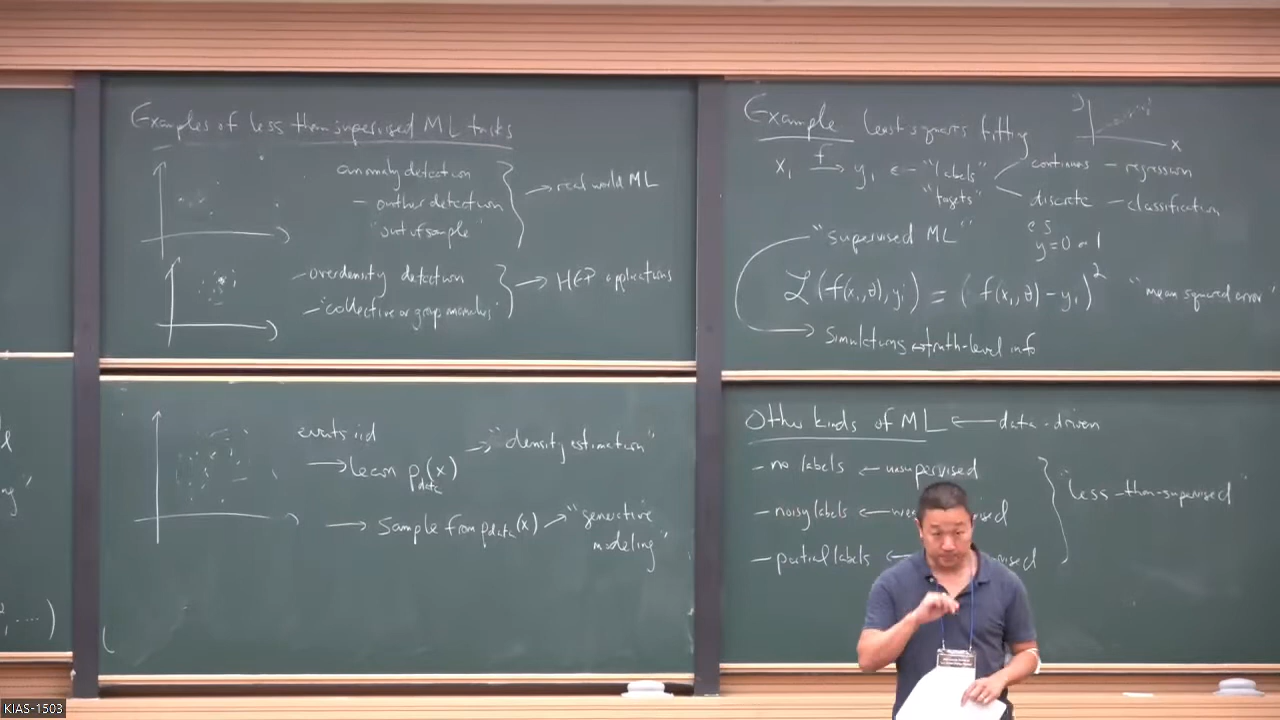 Examples of less than supervised ML tasks
anomaly detection
- outlier detection
"out of sample"
→ real world ML
- overdensity detection
- "collective or group anomalies"
→ HEP applications
events iid
→ learn p_data(x)
→ "density estimation"
→ Sample from p_data(x)
→ "generative
modeling"
Example least squares fitting
y
x
x_i f→ y_i ← "labels"
"targets"
continuous - regression
discrete - classification
"supervised ML"
e.g.
y=0 or 1
L(f(x_i,θ), y_i) = (f(x_i,θ) - y_i)^2
"mean squared error"
→ Simulations ↔ truth-level info
Other kinds of ML ← data-driven
- no labels ← unsupervised
- noisy labels ←
- partial labels ←
"less-than-supervised"
2, ....)
KIAS-1503